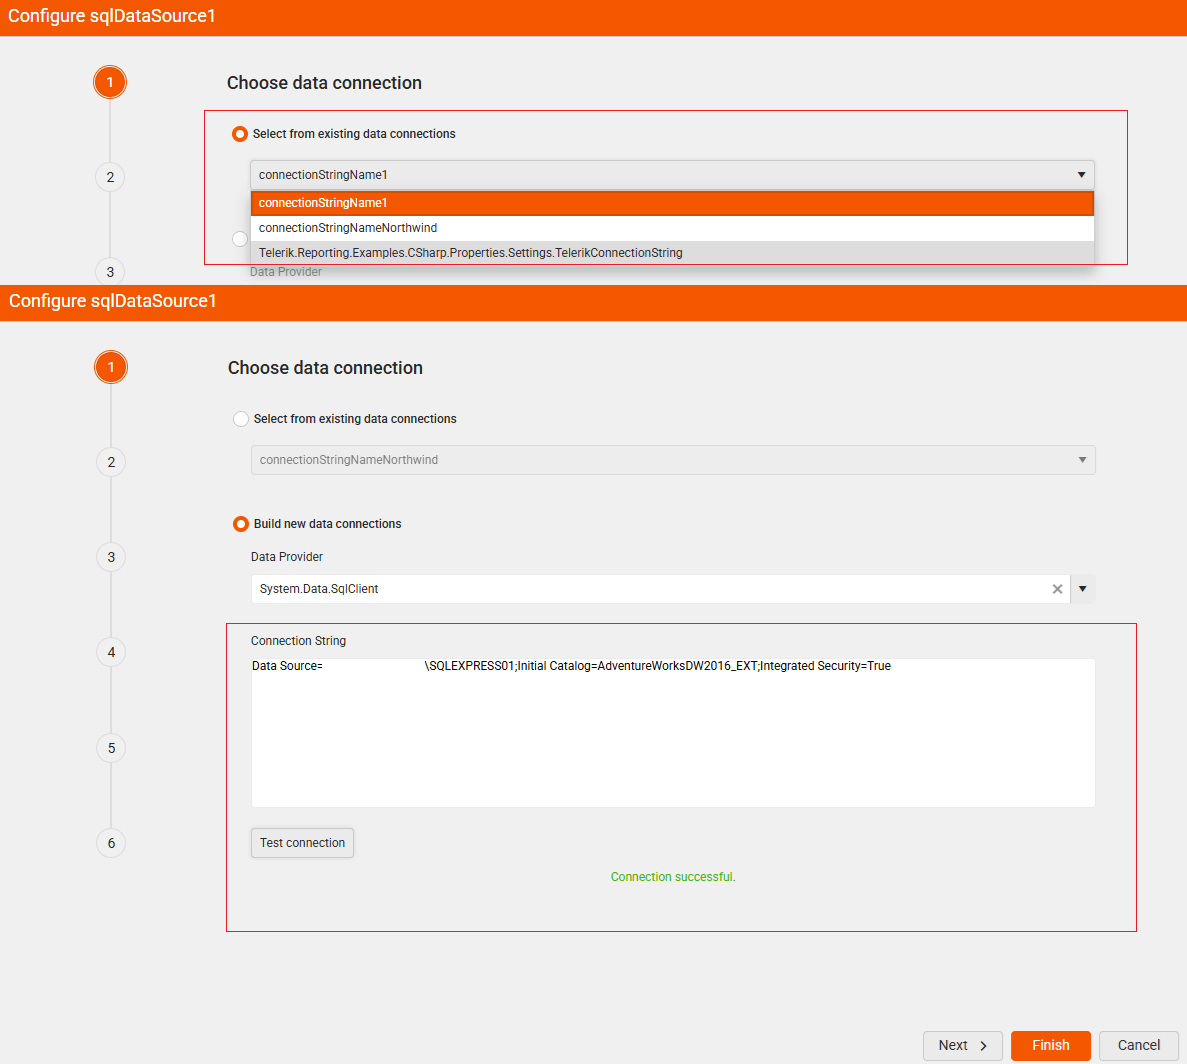 Configure sqlDataSource1
1
Choose data connection
Select from existing data connections
connectionStringName1
connectionStringName1
2
connectionStringNameNorthwind
Telerik.Reporting.Examples.CSharp.Properties.Settings.TelerikConnectionString
3
Data Provider
Configure sqlDataSource1
1
Choose data connection
Select from existing data connections
2
connectionStringNameNorthwind
Build new data connections
3
Data Provider
System.Data.SqlClient
4
Connection String
Data Source= \SQLEXPRESS01;Initial Catalog=AdventureWorksDW2016_EXT;Integrated Security=True
5
6
Test connection
Connection successful.
Next
Finish
Cancel